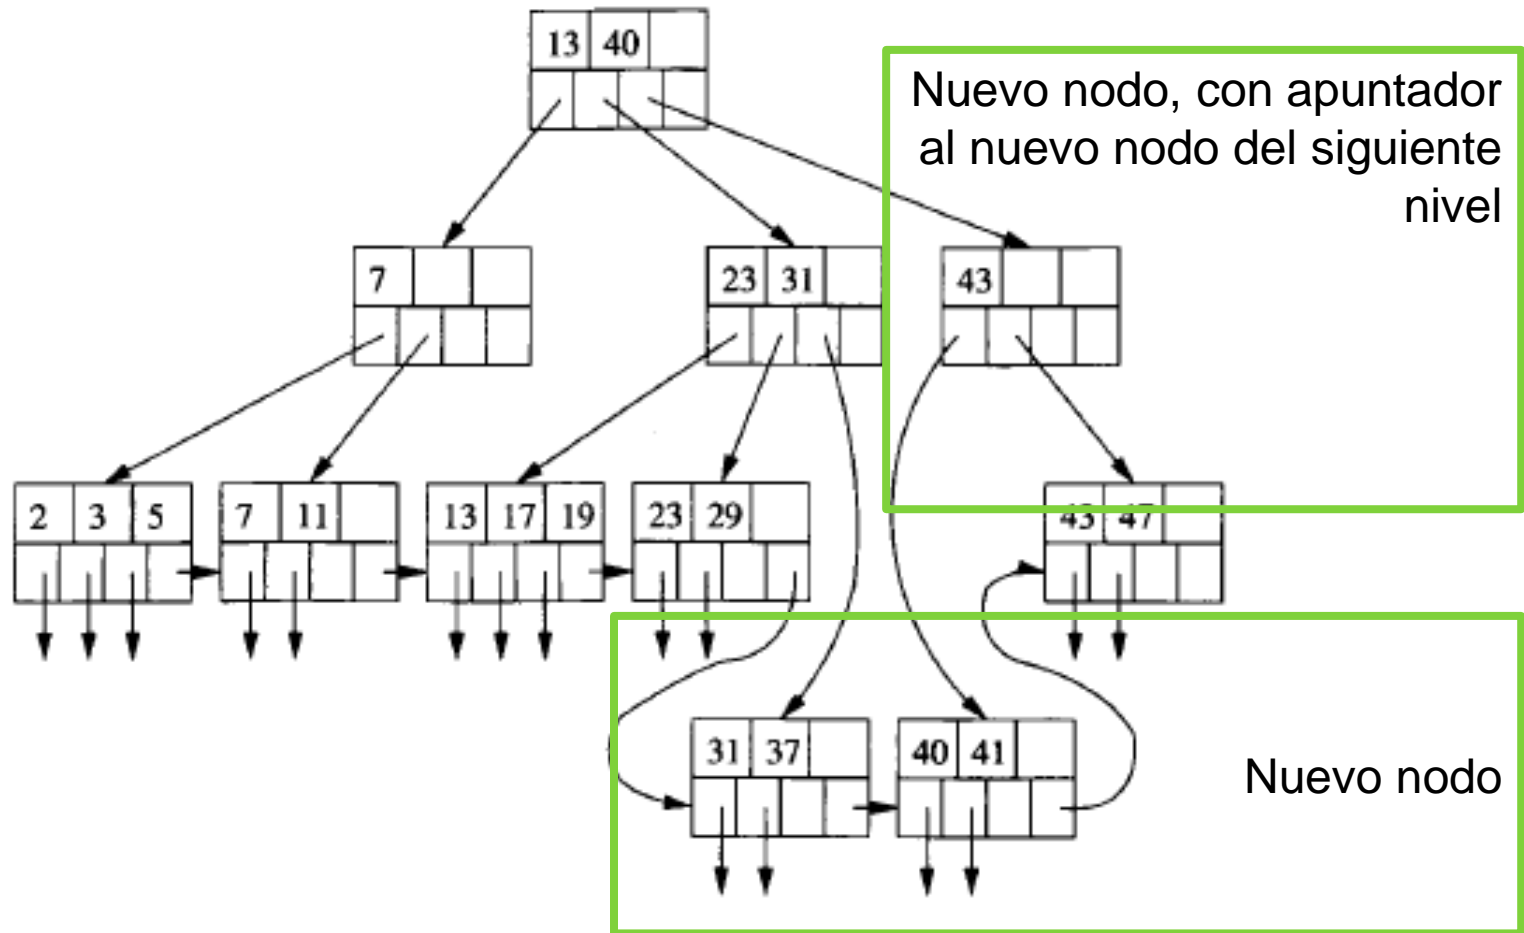 13 40
Nuevo nodo, con apuntador
al nuevo nodo del siguiente
nivel
7
23 31
43
2 3 5
7 11
13 17 19
23 29
43 47
31 37
40 41
Nuevo nodo